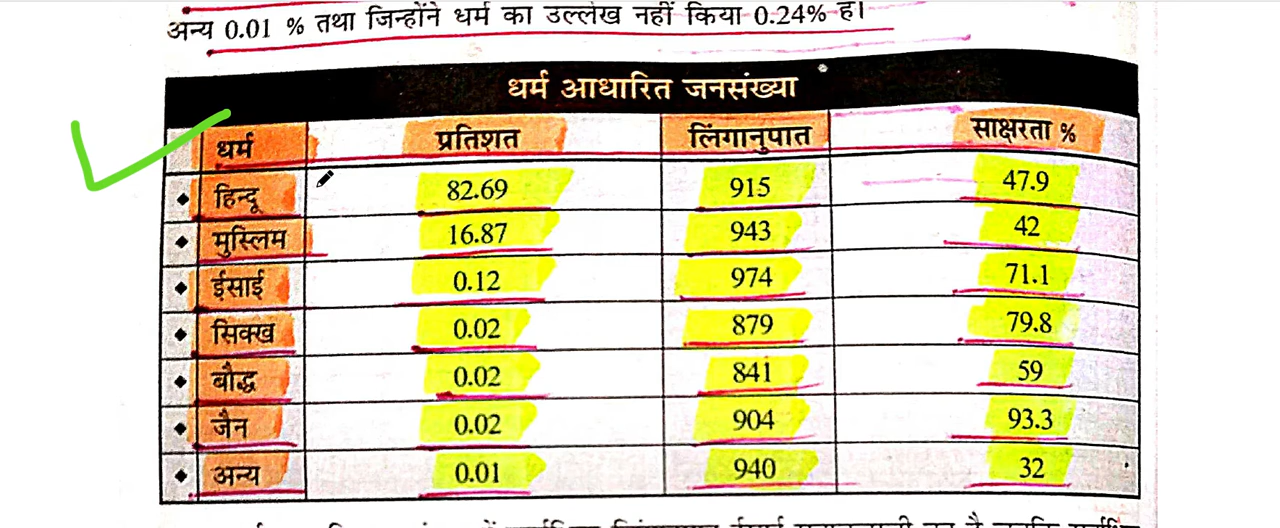 अन्य 0.01 % तथा जिन्होंने धर्म का उल्लेख नहीं किया 0.24% है।
धर्म आधारित जनसंख्या
धर्म प्रतिशत लिंगानुपात साक्षरता %
♦ हिन्दू 82.69 915 47.9
♦ मुस्लिम 16.87 943 42
♦ ईसाई 0.12 974 71.1
♦ सिक्ख 0.02 879 79.8
♦ बौद्ध 0.02 841 59
♦ जैन 0.02 904 93.3
♦ अन्य 0.01 940 32